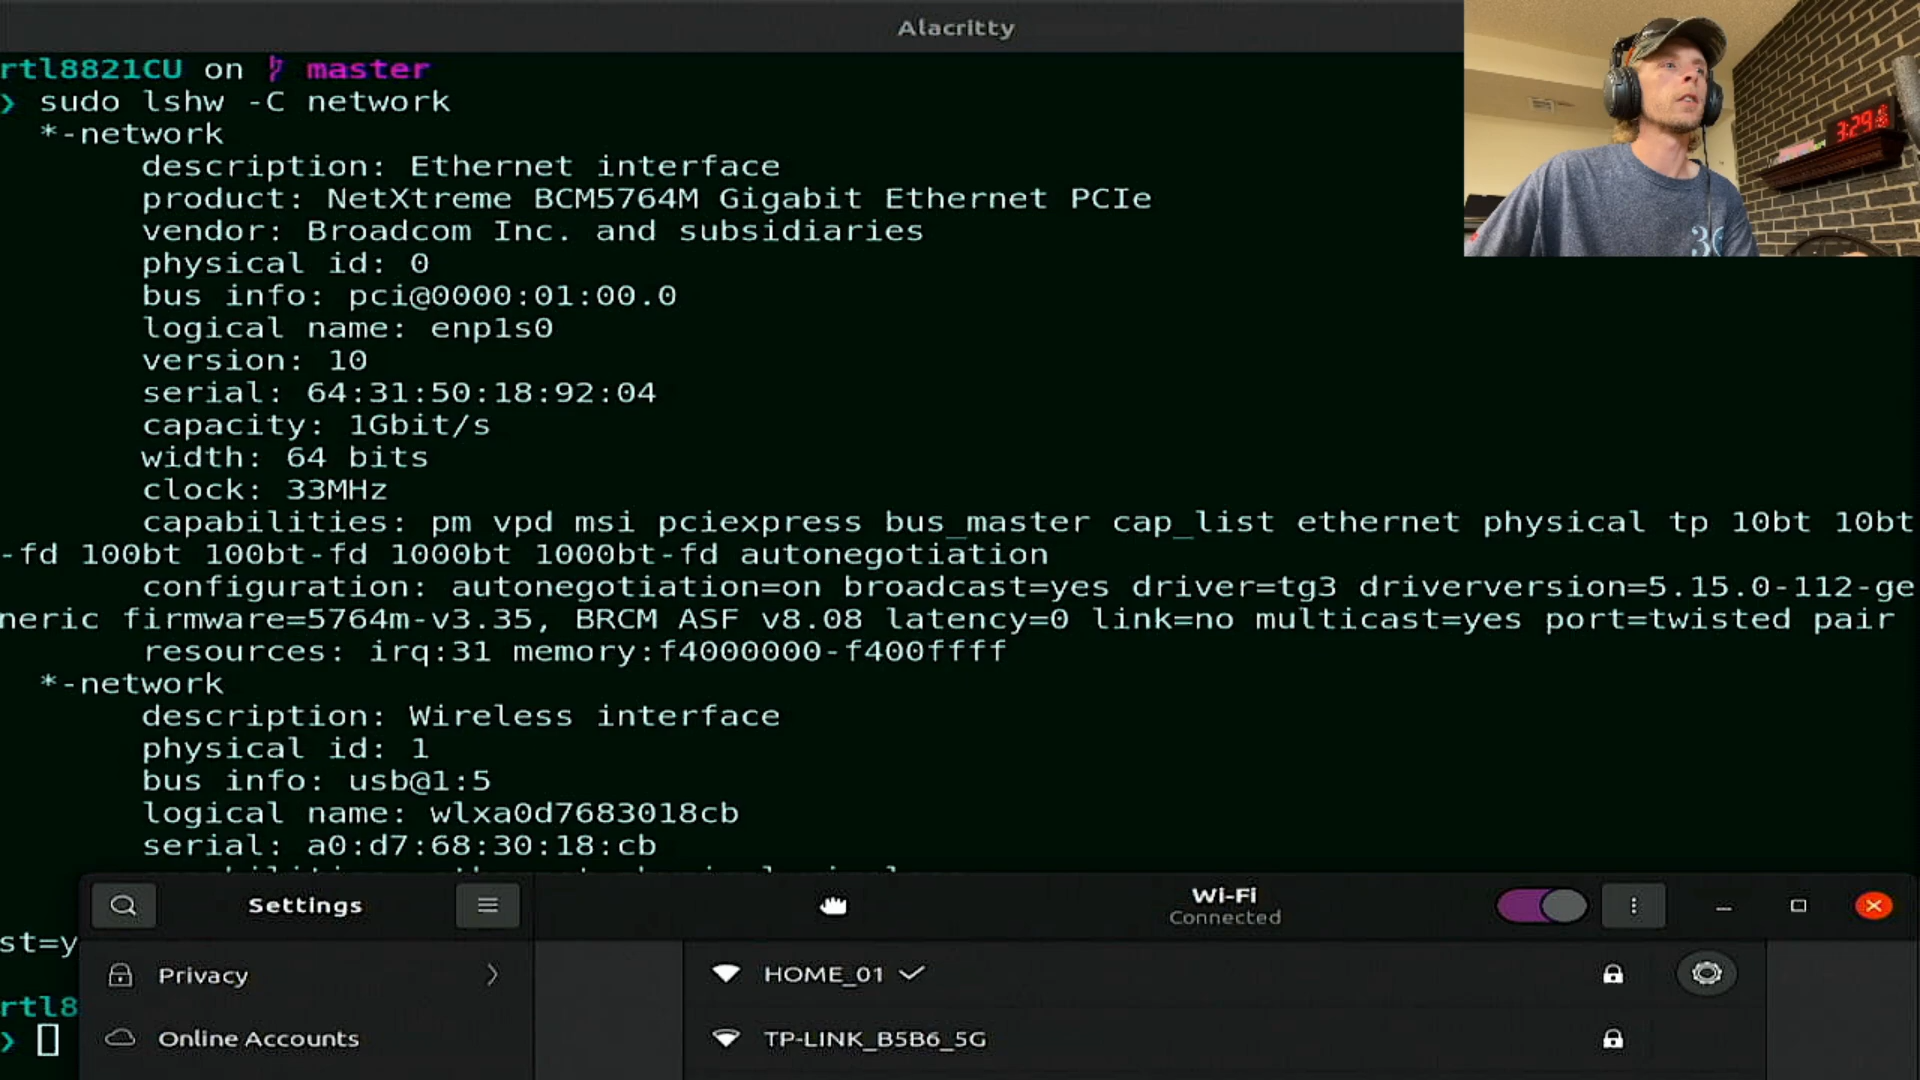 Alacritty
rtl8821CU on master
❯ sudo lshw -C network
*-network
description: Ethernet interface
product: NetXtreme BCM5764M Gigabit Ethernet PCIe
vendor: Broadcom Inc. and subsidiaries
physical id: 0
bus info: pci@0000:01:00.0
logical name: enp1s0
version: 10
serial: 64:31:50:18:92:04
capacity: 1Gbit/s
width: 64 bits
clock: 33MHz
capabilities: pm vpd msi pciexpress bus_master cap_list ethernet physical tp 10bt 10bt
-fd 100bt 100bt-fd 1000bt 1000bt-fd autonegotiation
configuration: autonegotiation=on broadcast=yes driver=tg3 driverversion=5.15.0-112-ge
neric firmware=5764m-v3.35, BRCM ASF v8.08 latency=0 link=no multicast=yes port=twisted pair
resources: irq:31 memory:f4000000-f400ffff
*-network
description: Wireless interface
physical id: 1
bus info: usb@1:5
logical name: wlxa0d7683018cb
serial: a0:d7:68:30:18:cb
Settings
Wi-Fi
Connected
st=y
Privacy
HOME_01
rtl8
❯
Online Accounts
TP-LINK_B5B6_5G
3:29